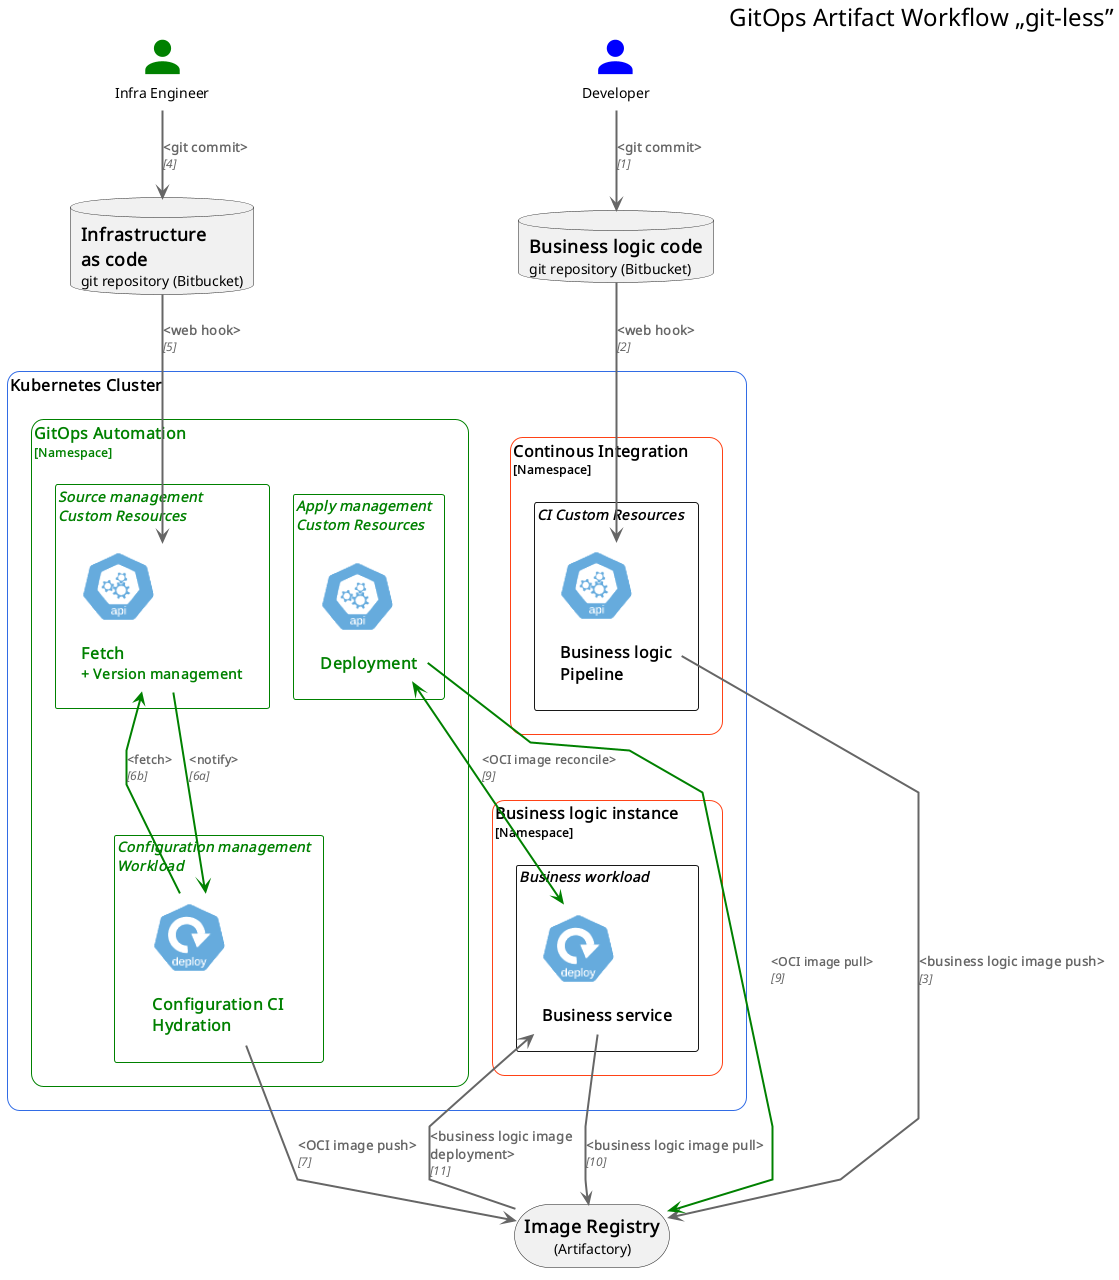 GitOps Artifact Workflow „git-less”
Infra Engineer
Developer
<git commit>
[4]
<git commit>
[1]
Infrastructure
as code
git repository (Bitbucket)
Business logic code
git repository (Bitbucket)
<web hook>
[5]
<web hook>
[2]
Kubernetes Cluster
GitOps Automation
[Namespace]
Continous Integration
[Namespace]
Source management
Custom Resources
Apply management
Custom Resources
CI Custom Resources
api
api
api
Fetch
+ Version management
Deployment
Business logic
Pipeline
<fetch>
[6b]
<notify>
[6a]
<OCI image reconcile>
[9]
Business logic instance
[Namespace]
Configuration management
Workload
Business workload
deploy
deploy
Configuration CI
Hydration
Business service
<OCI image pull>
[9]
<business logic image push>
[3]
<OCI image push>
[7]
<business logic image
deployment>
[11]
<business logic image pull>
[10]
Image Registry
(Artifactory)